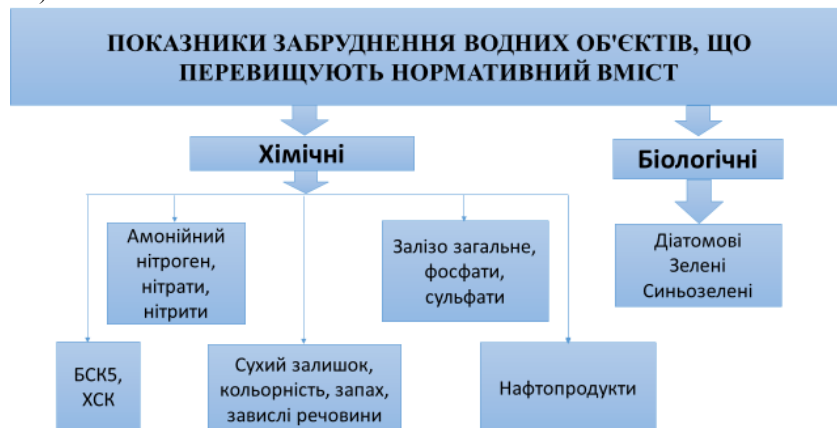 ПОКАЗНИКИ ЗАБРУДНЕННЯ ВОДНИХ ОБ'ЄКТІВ, ЩО
ПЕРЕВИЩУЮТЬ НОРМАТИВНИЙ ВМІСТ
Хімічні
Біологічні
Амонійний
нітроген,
нітрати,
нітрити
Залізо загальне,
фосфати,
сульфати
Діатомові
Зелені
Синьозелені
БСК5,
ХСК
Сухий залишок,
кольорність, запах,
завислі речовини
Нафтопродукти